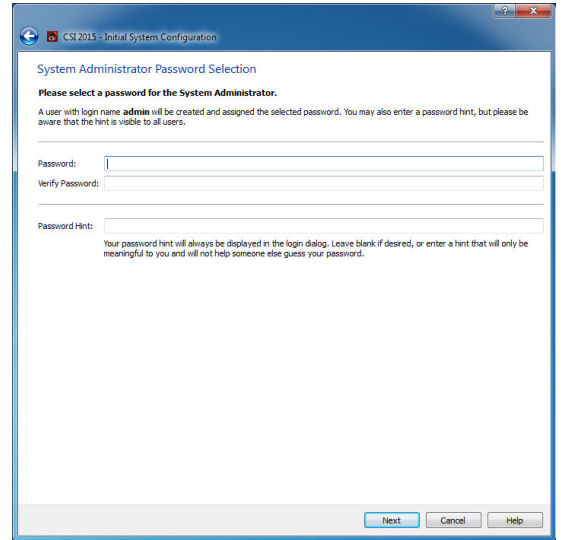 CSI 2015 - Initial System Configuration
System Administrator Password Selection
Please select a password for the System Administrator.
A user with login name admin will be created and assigned the selected password. You may also enter a password hint, but please be
aware that the hint is visible to all users.
Password:
Verify Password:
Password Hint:
Your password hint will always be displayed in the login dialog. Leave blank if desired, or enter a hint that will only be
meaningful to you and will not help someone else guess your password.
Next Cancel Help